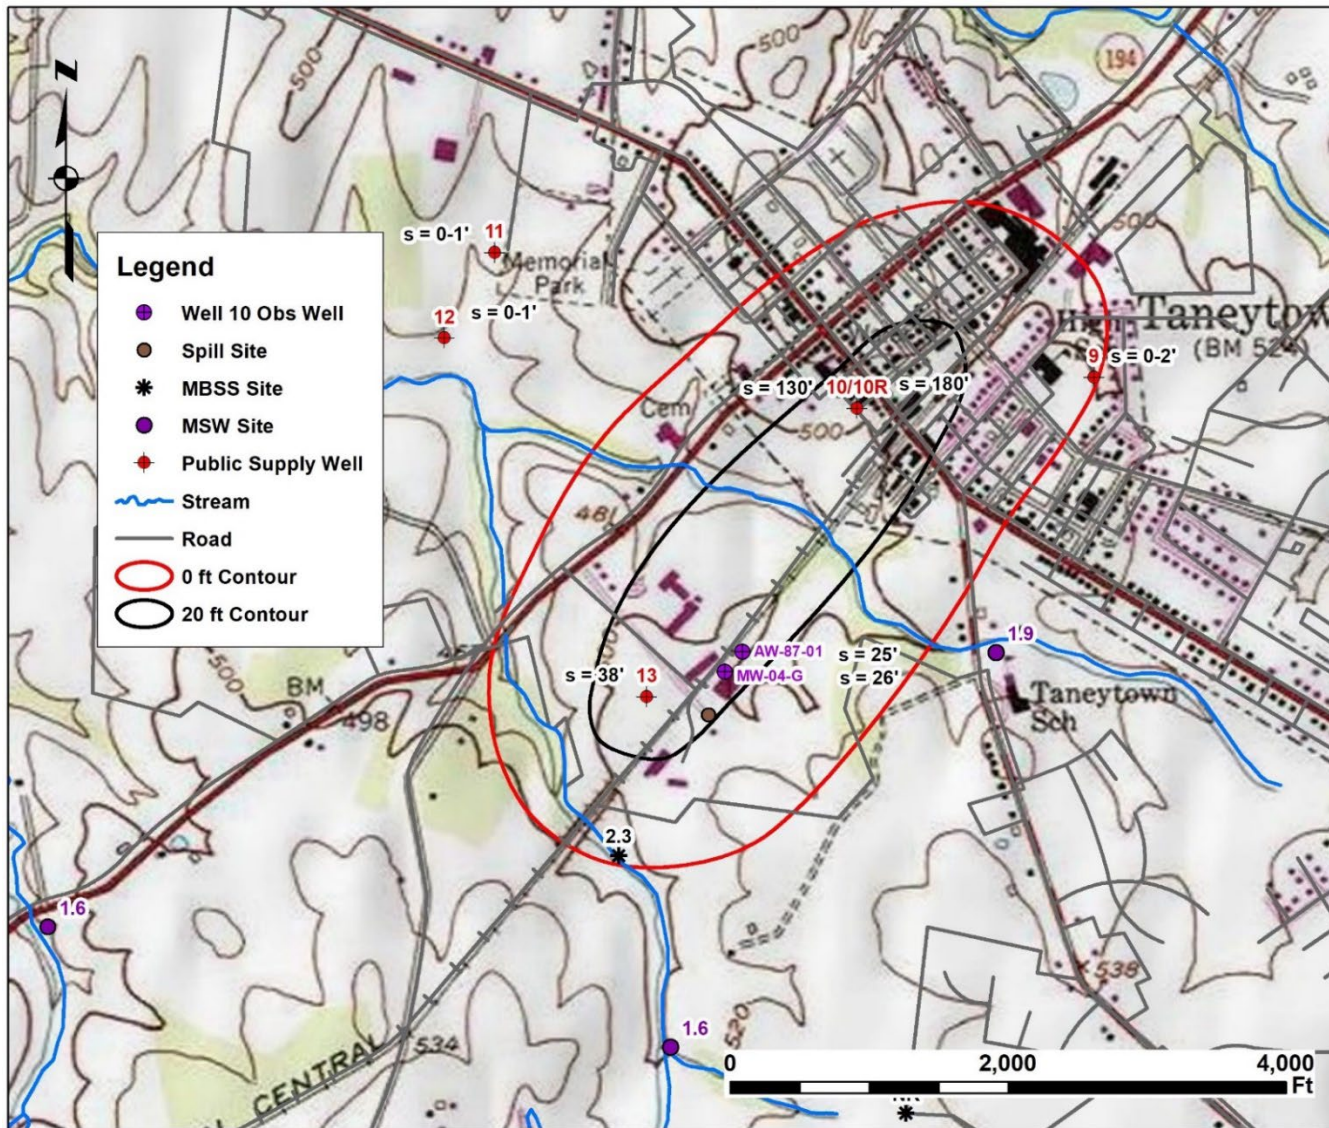 500
500
194
N
s = 0-1'
11
Memorial
Park
500
Legend
Well 10 Obs Well
Spill Site
MBSS Site
MSW Site
Public Supply Well
Stream
Road
0 ft Contour
20 ft Contour
12
s = 0-1'
High
Taneytow
(BM 524)
9
s = 0-2'
s = 130'
10/10R
s = 180'
Cem
500
481
AW-87-01
MW-04-G
s = 25'
s = 26'
1.9
s = 38'
13
500
BM
498
Taneytown
Sch
2.3
1.6
538
520
1.6
534
CENTRAL
0
2,000
4,000
Ft